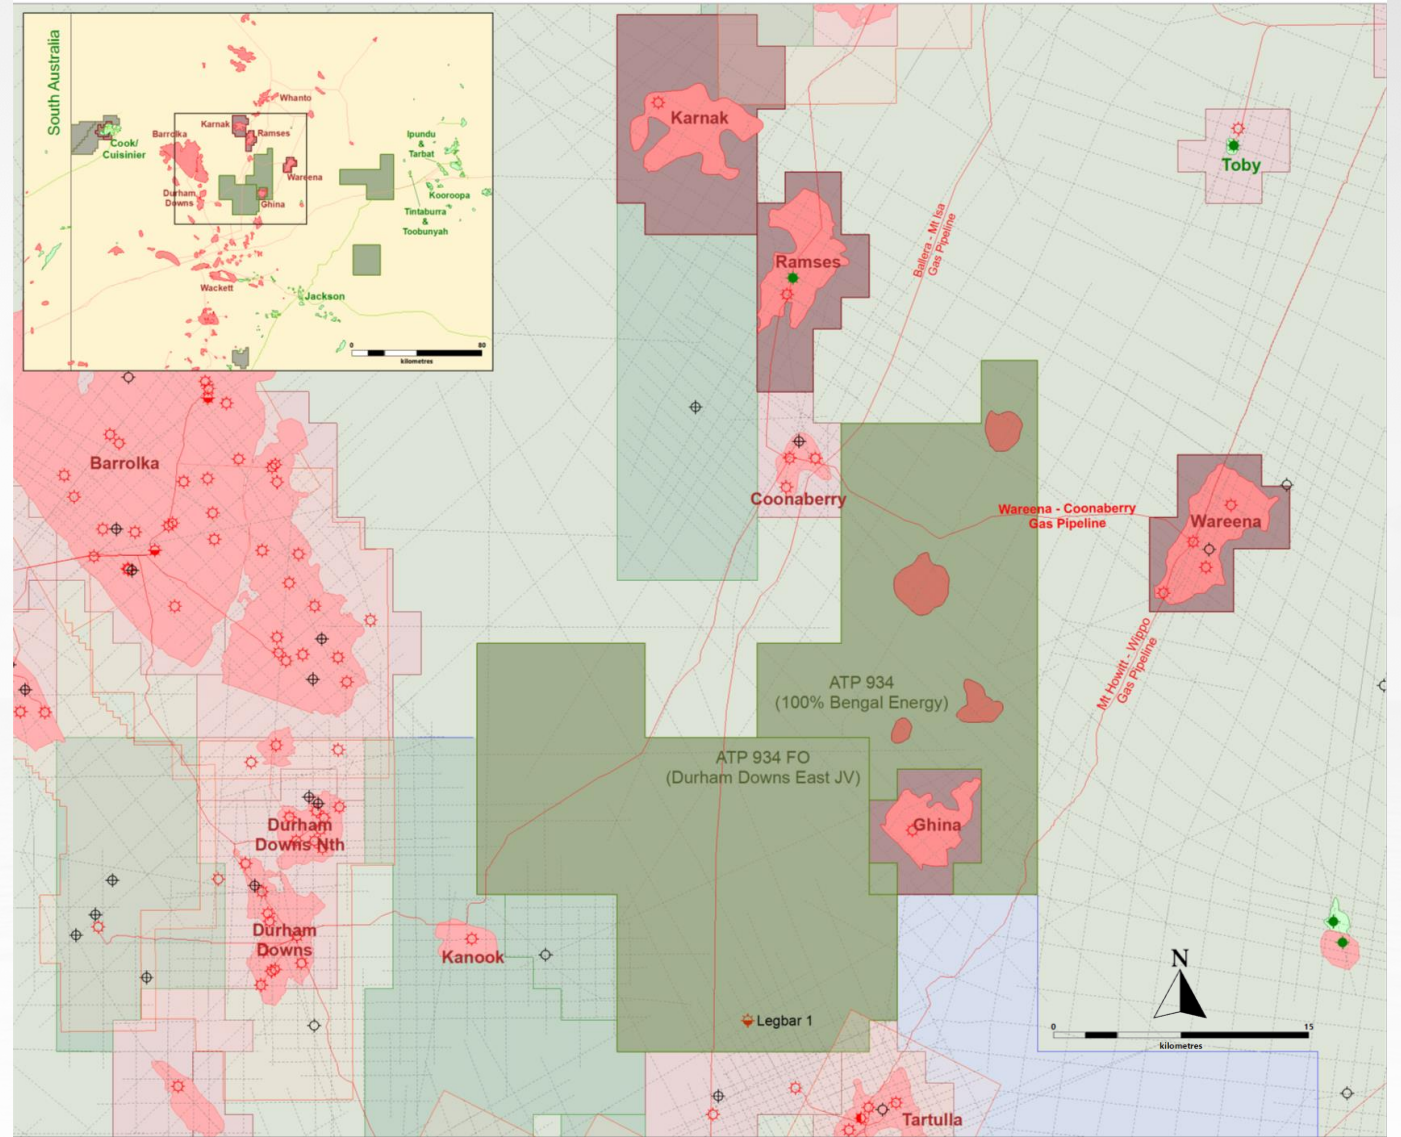 South Australia
Whanto
Karnak
Ramses
Barrolka
Cook/
Cuisinier
Ipundu
&
Tarbat
Wareena
Kooroopa
Durham
Downs
Ghina
Tintaburra
&
Toobunyah
Wackett
Jackson
0
80
kilometres
Karnak
Toby
Ramses
Ballera - Mt Isa
Gas Pipeline
Barrolka
Coonaberry
Wareena - Coonaberry
Gas Pipeline
Wareena
Mt Howitt - Wippo
Gas Pipeline
ATP 934
(100% Bengal Energy)
ATP 934 FO
(Durham Downs East JV)
Durham
Downs Nth
Ghina
Durham
Downs
Kanook
N
Legbar 1
0
15
kilometres
Tartulla